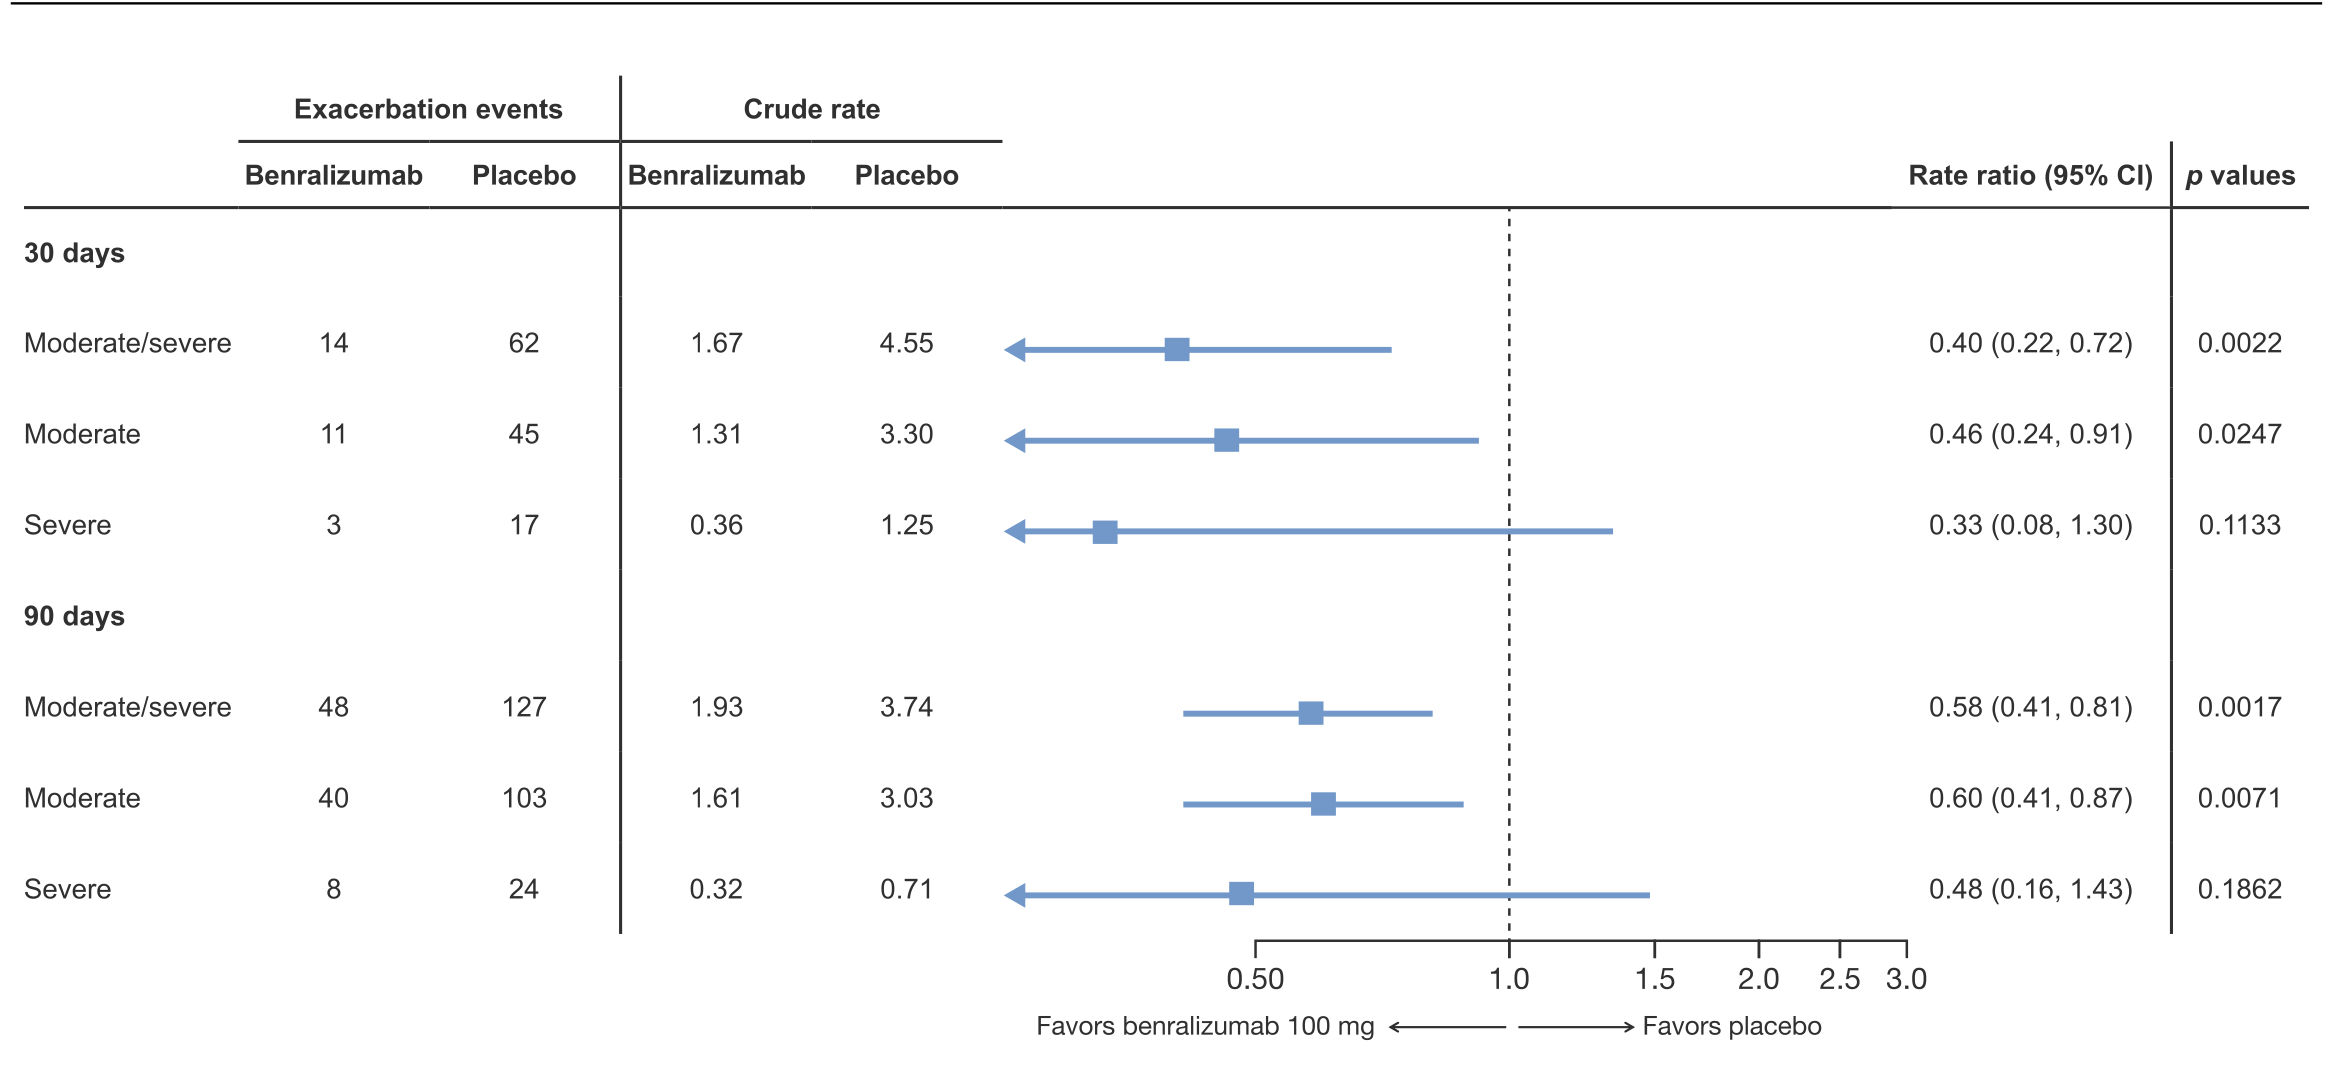 Exacerbation events Crude rate
Benralizumab Placebo Benralizumab Placebo Rate ratio (95% CI) p values
30 days
Moderate/severe 14 62 1.67 4.55 0.40 (0.22, 0.72) 0.0022
Moderate 11 45 1.31 3.30 0.46 (0.24, 0.91) 0.0247
Severe 3 17 0.36 1.25 0.33 (0.08, 1.30) 0.1133
90 days
Moderate/severe 48 127 1.93 3.74 0.58 (0.41, 0.81) 0.0017
Moderate 40 103 1.61 3.03 0.60 (0.41, 0.87) 0.0071
Severe 8 24 0.32 0.71 0.48 (0.16, 1.43) 0.1862
0.50 1.0 1.5 2.0 2.5 3.0
Favors benralizumab 100 mg Favors placebo